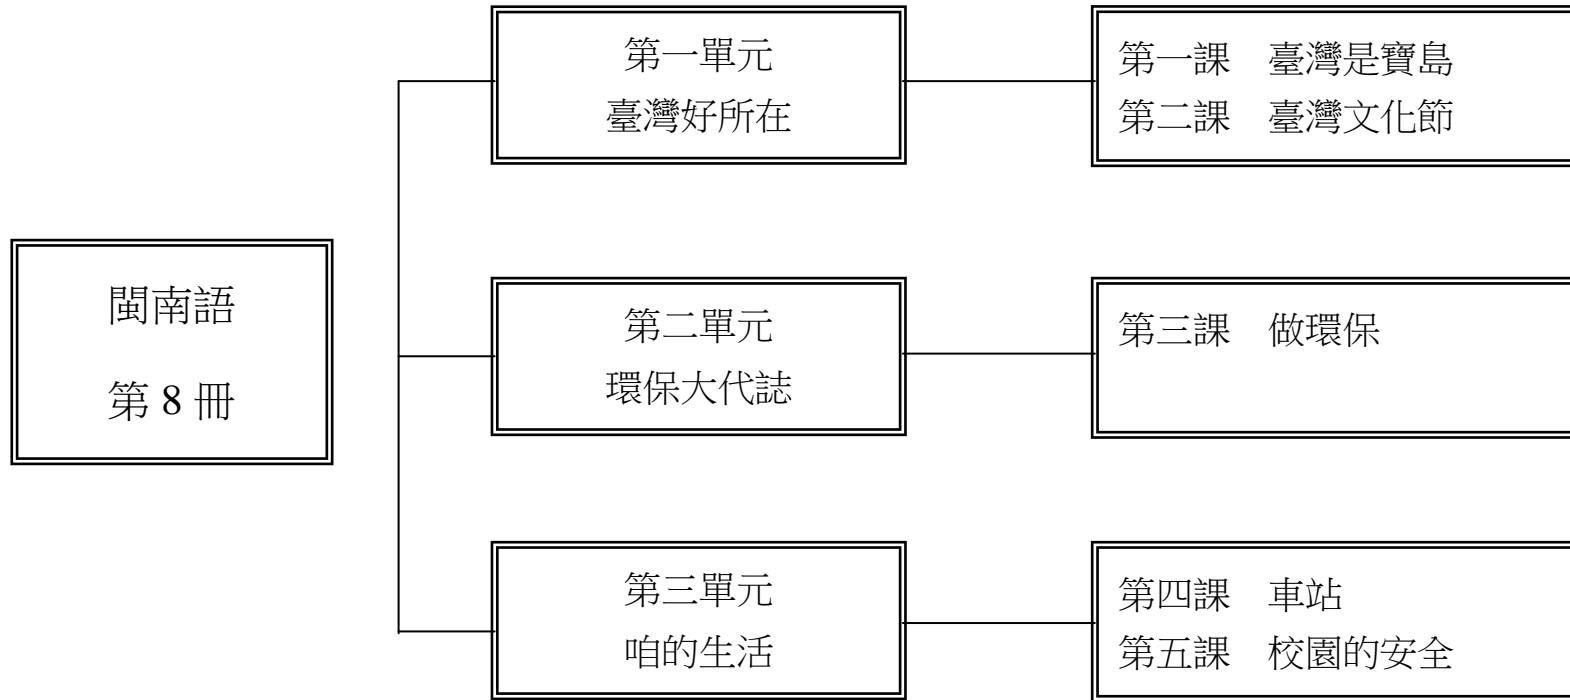 閩南語
第 8 冊
第一單元
臺灣好所在
第一課　臺灣是寶島
第二課　臺灣文化節
第二單元
環保大代誌
第三課　做環保
第三單元
咱的生活
第四課　車站
第五課　校園的安全